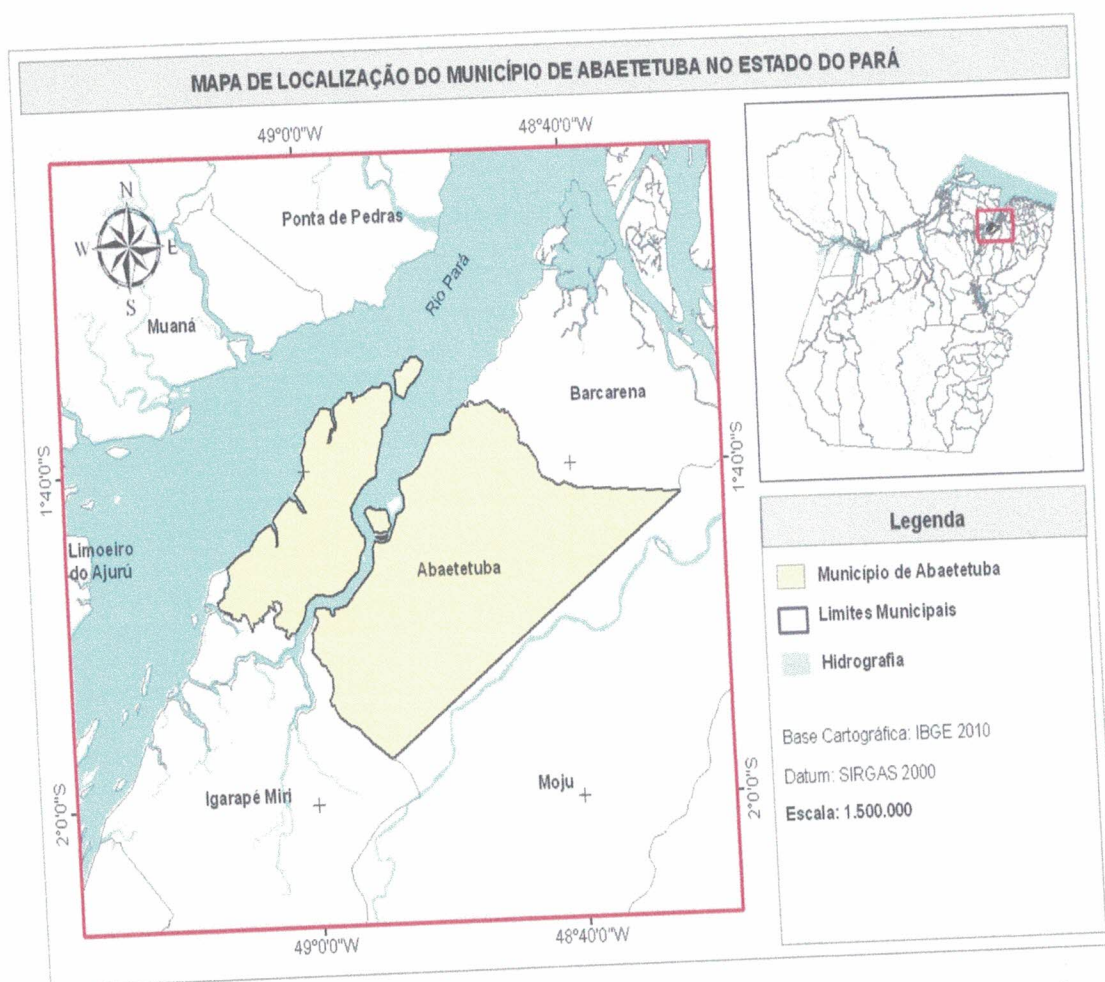 MAPA DE LOCALIZAÇÃO DO MUNICÍPIO DE ABAETETUBA NO ESTADO DO PARÁ
49°0'0"W
48°40'0"W
N
W
E
S
Ponta de Pedras
Muaná
Rio Pará
Barcarena
1°40'0"S
1°40'0"S
Limoeiro
do Ajurú
Abaetetuba
Igarapé Miri
Moju
2°0'0"S
2°0'0"S
49°0'0"W
48°40'0"W
Legenda
Município de Abaetetuba
Limites Municipais
Hidrografia
Base Cartográfica: IBGE 2010
Datum: SIRGAS 2000
Escala: 1.500.000